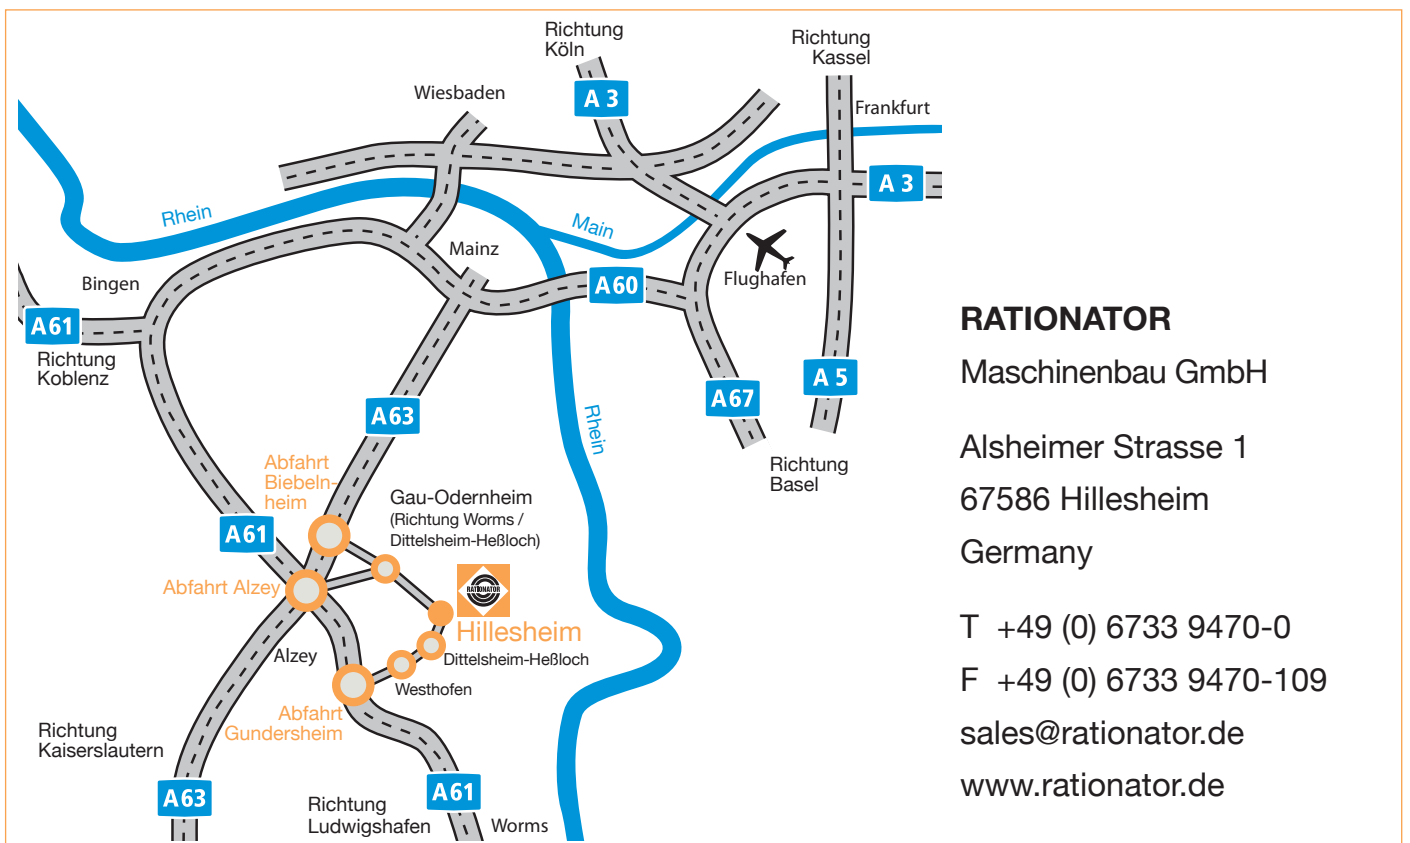 Richtung
Köln
Richtung
Kassel
Wiesbaden
A 3
Frankfurt
A 3
Rhein
Main
Mainz
Bingen
Flughafen
A60
A61
Richtung
Koblenz
A 5
A67
A63
Rhein
Richtung
Basel
Abfahrt
Biebeln-
heim
Gau-Odernheim
(Richtung Worms /
Dittelsheim-Heßloch)
A61
Abfahrt Alzey
RATIONATOR
Hillesheim
Alzey
Dittelsheim-Heßloch
Westhofen
Abfahrt
Gundersheim
Richtung
Kaiserslautern
A63
A61
Richtung
Ludwigshafen
Worms
RATIONATOR
Maschinenbau GmbH
Alsheimer Strasse 1
67586 Hillesheim
Germany
T +49 (0) 6733 9470-0
F +49 (0) 6733 9470-109
sales@rationator.de
www.rationator.de